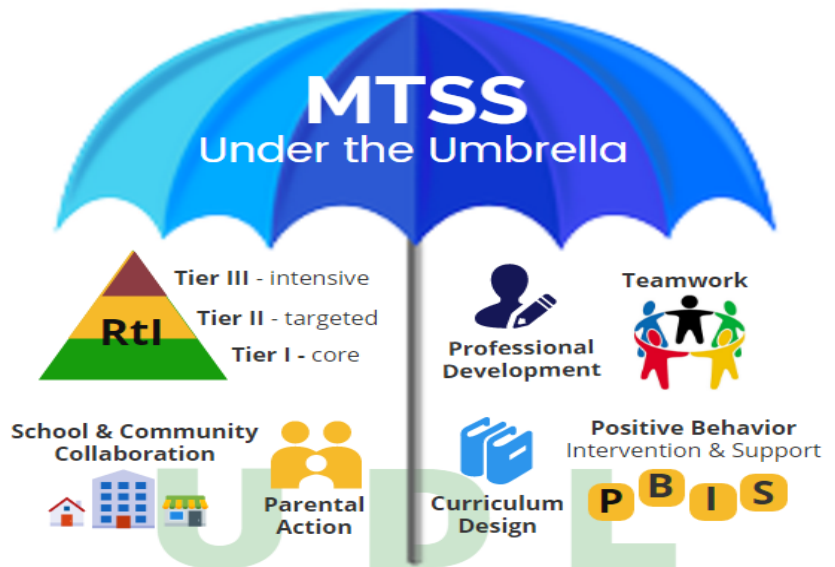 MTSS
Under the Umbrella
RtI
Tier III - intensive
Tier II - targeted
Tier I - core
Professional
Development
Teamwork
School & Community
Collaboration
Parental
Action
Curriculum
Design
Positive Behavior
Intervention & Support
P B I S
UDL